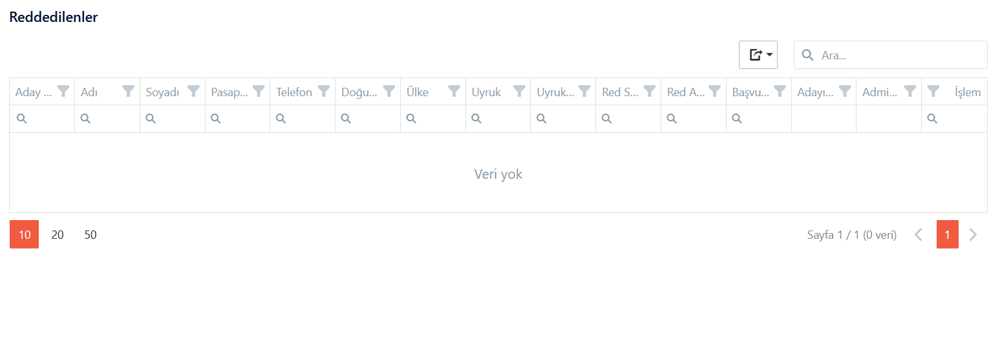 Reddedilenler
Ara...
Aday ... Adı Soyadı Pasap... Telefon Doğu... Ülke Uyruk Uyruk... Red S... Red A... Başvu... Adayı... Admi... İşlem
Veri yok
10 20 50 Sayfa 1 / 1 (0 veri) 1